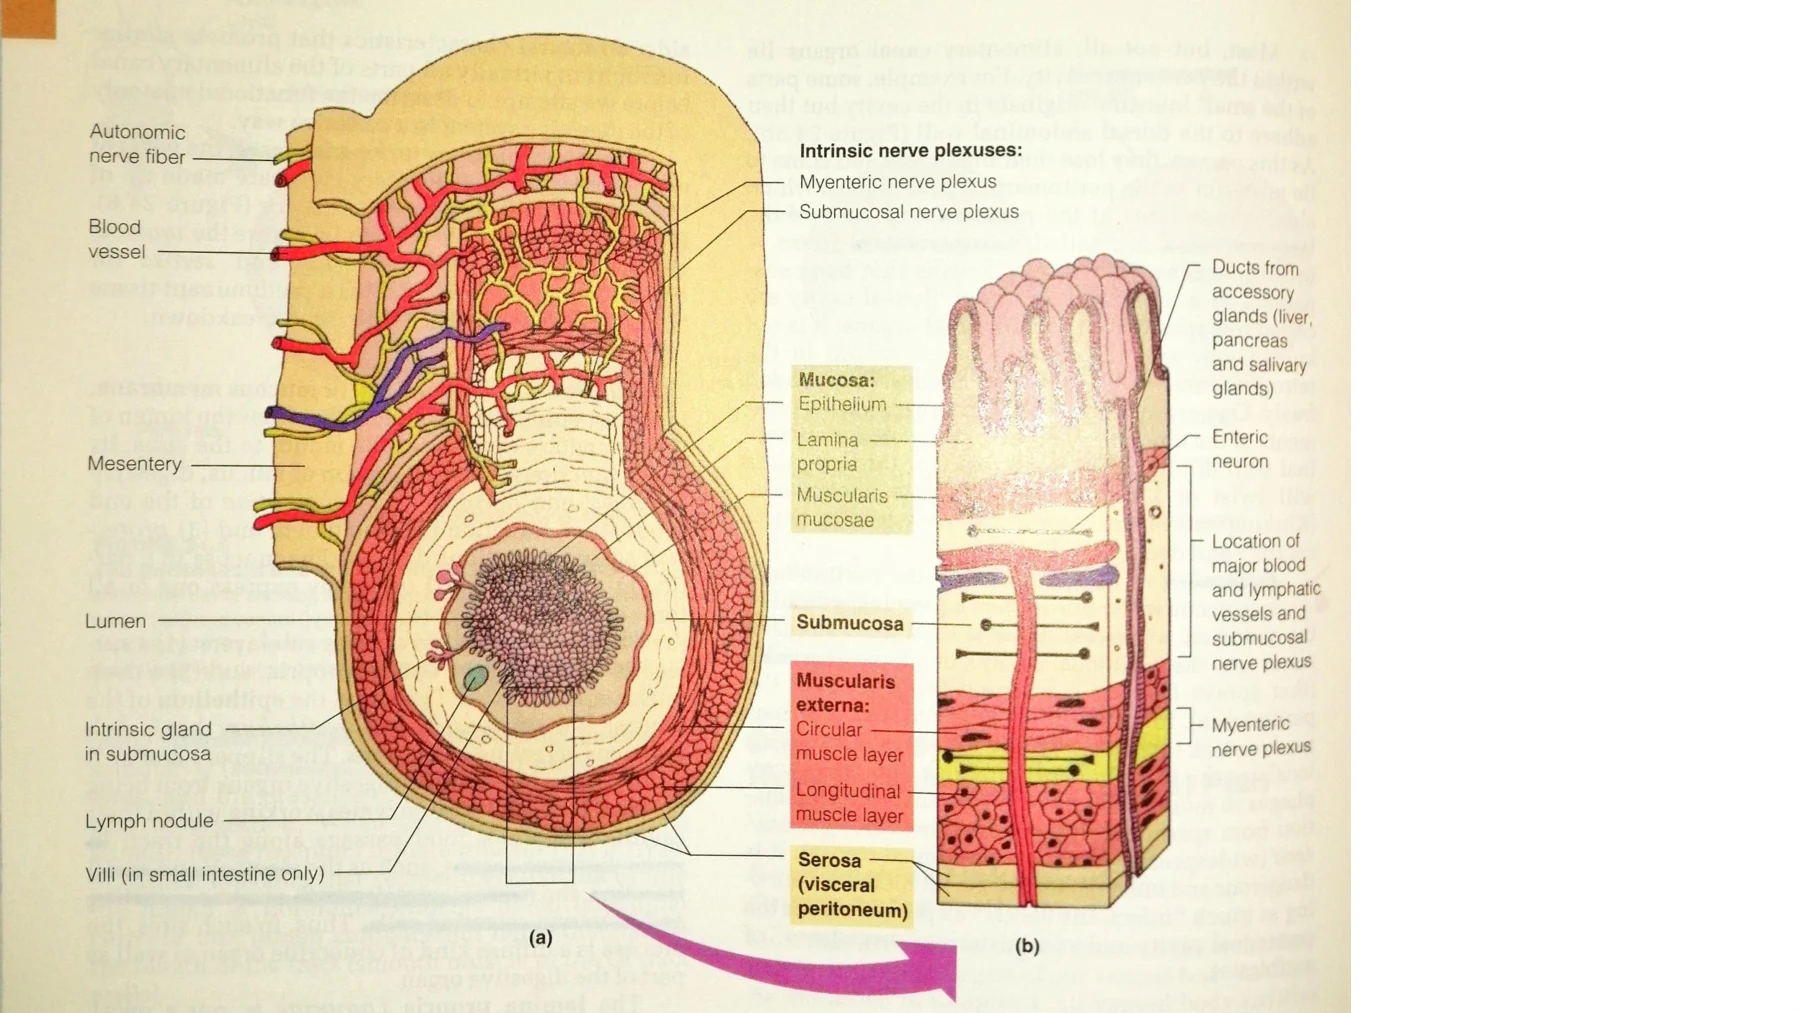 Autonomic
nerve fiber
Blood
vessel
Mesentery
Lumen
Intrinsic gland
in submucosa
Lymph nodule
Villi (in small intestine only)
(a)
Intrinsic nerve plexuses:
Myenteric nerve plexus
Submucosal nerve plexus
Mucosa:
Epithelium
Lamina
propria
Muscularis
mucosae
Submucosa
Muscularis
externa:
Circular
muscle layer
Longitudinal
muscle layer
Serosa
(visceral
peritoneum)
Ducts from
accessory
glands (liver,
pancreas
and salivary
glands)
Enteric
neuron
Location of
major blood
and lymphatic
vessels and
submucosal
nerve plexus
Myenteric
nerve plexus
(b)